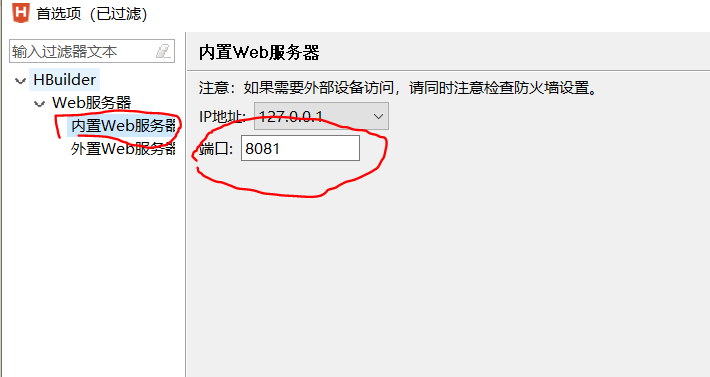 首选项（已过滤）
输入过滤器文本
HBuilder
Web服务器
内置Web服务器
外置Web服务器
内置Web服务器
注意：如果需要外部设备访问，请同时注意检查防火墙设置。
IP地址: 127.0.0.1
端口: 8081